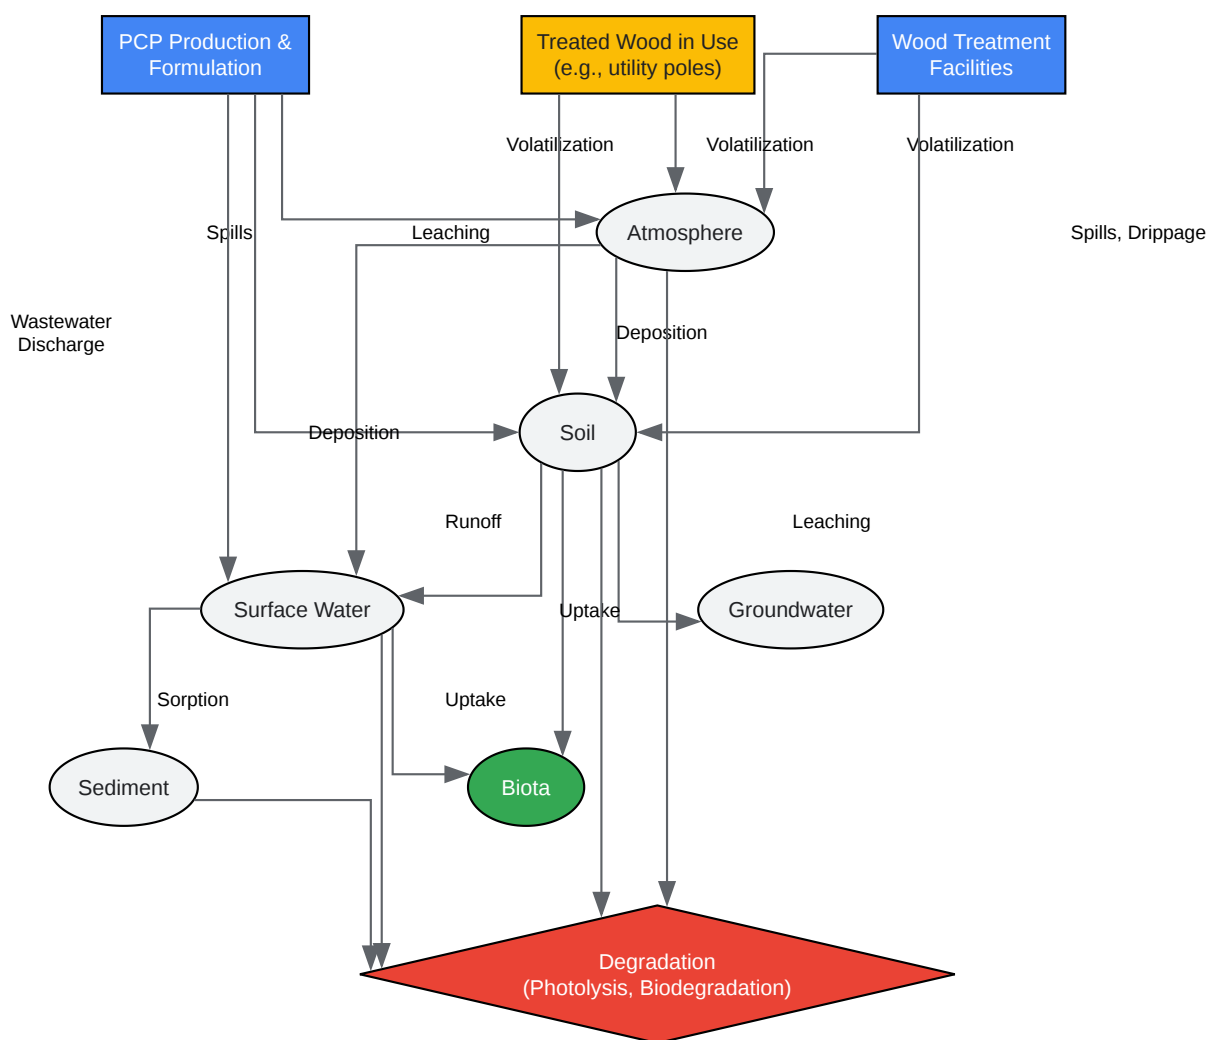 PCP Production &
Formulation
Treated Wood in Use
(e.g., utility poles)
Wood Treatment
Facilities
Volatilization
Volatilization
Volatilization
Spills
Leaching
Atmosphere
Spills, Drippage
Wastewater
Discharge
Deposition
Deposition
Soil
Runoff
Leaching
Surface Water
Uptake
Groundwater
Sorption
Uptake
Sediment
Biota
Degradation
(Photolysis, Biodegradation)